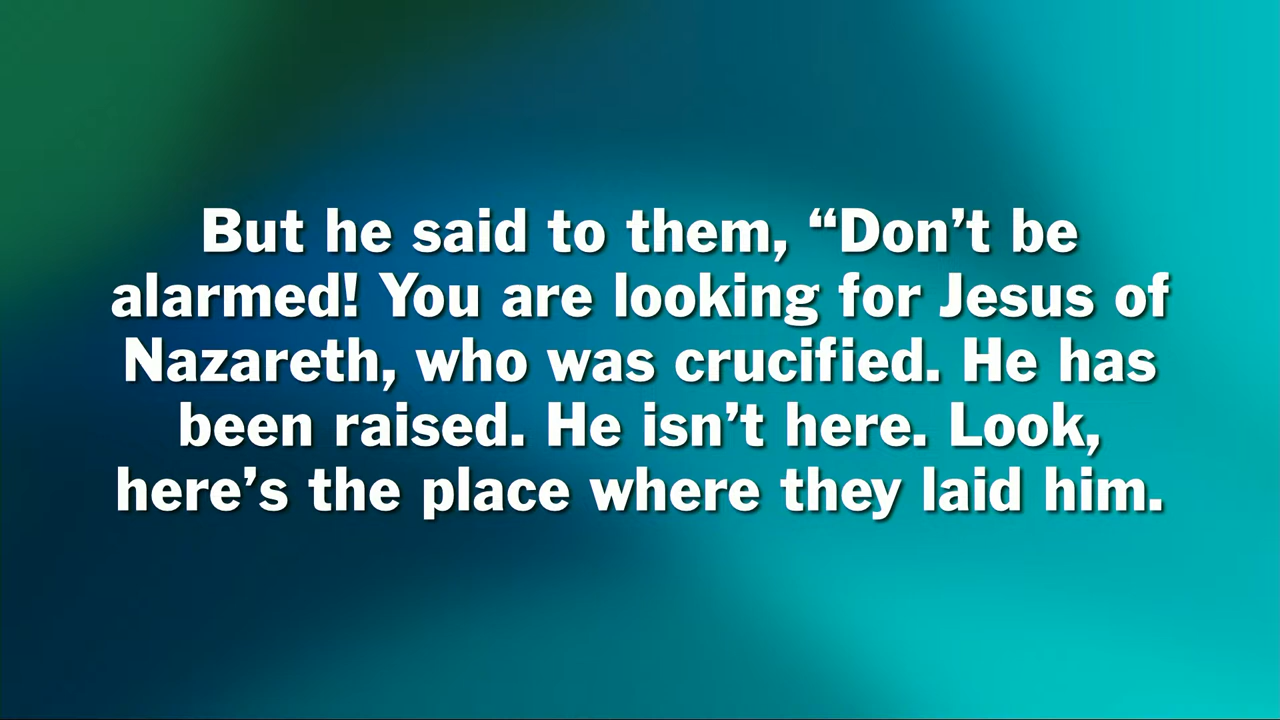 But he said to them, “Don’t be
alarmed! You are looking for Jesus of
Nazareth, who was crucified. He has
been raised. He isn’t here. Look,
here’s the place where they laid him.